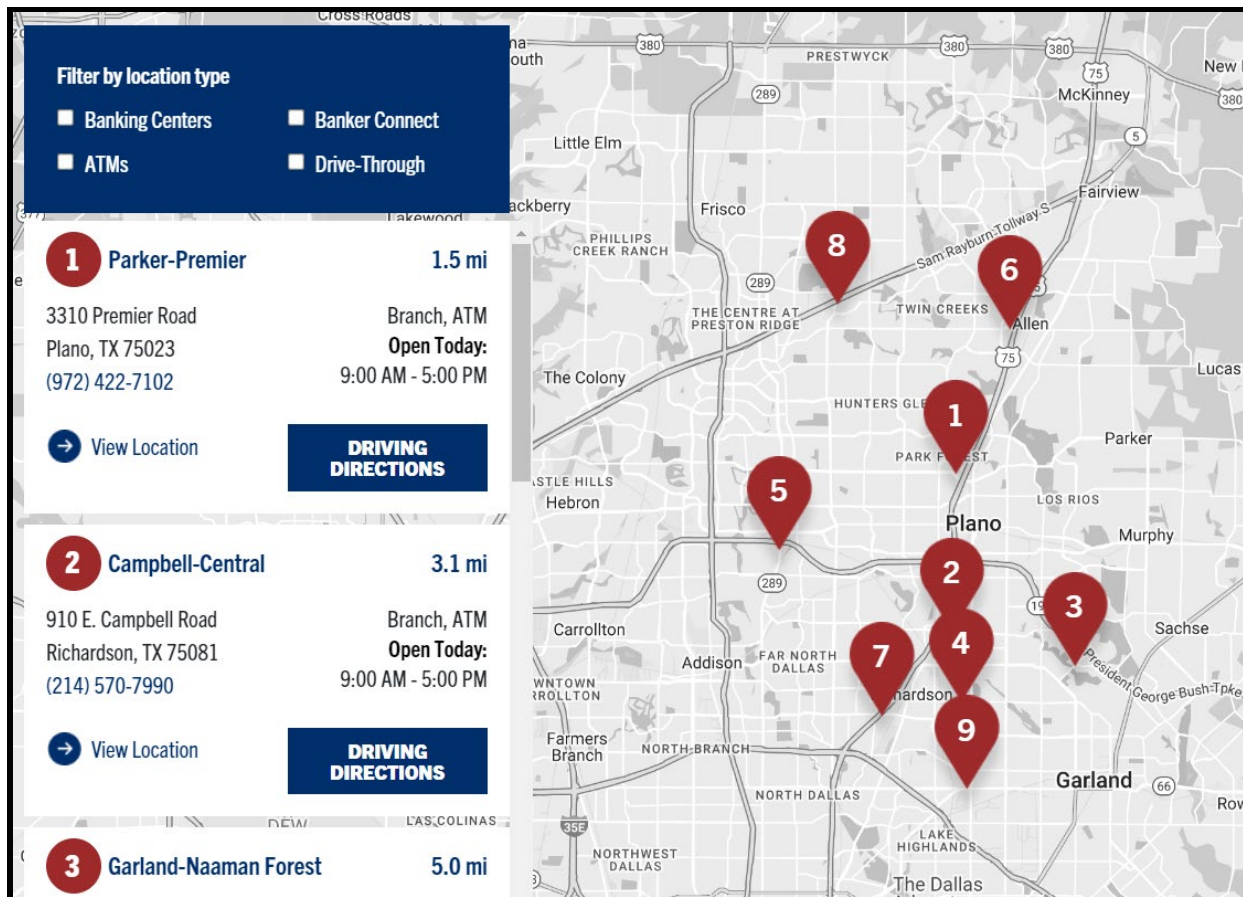 Filter by location type
Banking Centers
Banker Connect
ATMs
Drive-Through
1 Parker-Premier 1.5 mi
3310 Premier Road Branch, ATM
Plano, TX 75023 Open Today:
(972) 422-7102 9:00 AM - 5:00 PM
View Location
DRIVING
DIRECTIONS
2 Campbell-Central 3.1 mi
910 E. Campbell Road Branch, ATM
Richardson, TX 75081 Open Today:
(214) 570-7990 9:00 AM - 5:00 PM
View Location
DRIVING
DIRECTIONS
3 Garland-Naaman Forest 5.0 mi
Cross Roads
380
PRESTWYCK
380
380
75
289
McKinney
380
5
Little Elm
Fairview
Frisco
Sam Rayburn Tollway S
PHILLIPS
CREEK RANCH
8
6
289
THE CENTRE AT
PRESTON RIDGE
TWIN CREEKS
Allen
75
Lucas
The Colony
1
Parker
5
LOS RIOS
Hebron
Plano
Murphy
2
289
3
Carrollton
4
Sachse
FAR NORTH
DALLAS
Addison
7
President George Bush Tpke
9
Farmers
Branch
NORTH BRANCH
Garland
66
NORTH DALLAS
35E
LAKE
HIGHLANDS
NORTHWEST
DALLAS
The Dallas
LAS COLINAS